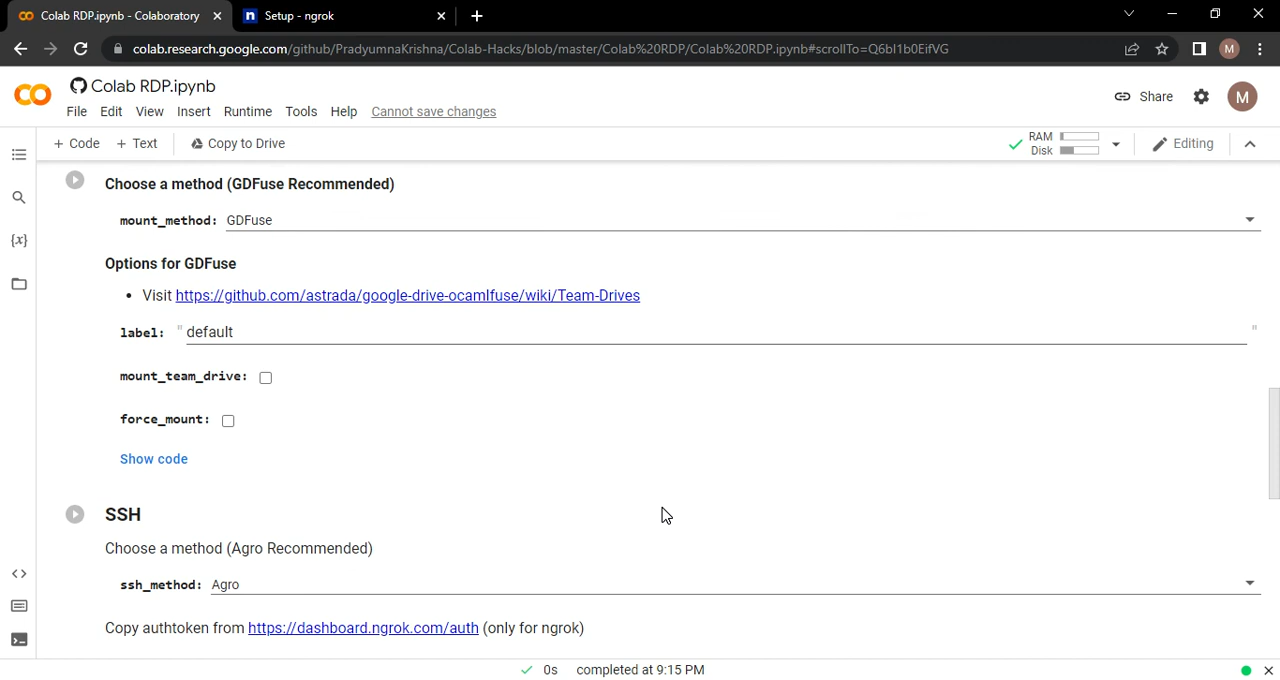 Colab RDP.ipynb - Colaboratory
Setup - ngrok
colab.research.google.com/github/PradyumnaKrishna/Colab-Hacks/blob/master/Colab%20RDP/Colab%20RDP.ipynb#scrollTo=Q6bl1b0EifVG
M
Colab RDP.ipynb
File Edit View Insert Runtime Tools Help Cannot save changes
Share
M
+ Code + Text Copy to Drive
RAM
Disk
Editing
Choose a method (GDFuse Recommended)
mount_method: GDFuse
Options for GDFuse
• Visit https://github.com/astrada/google-drive-ocamlfuse/wiki/Team-Drives
label: " default "
mount_team_drive:
force_mount:
Show code
SSH
Choose a method (Agro Recommended)
ssh_method: Agro
Copy authtoken from https://dashboard.ngrok.com/auth (only for ngrok)
0s completed at 9:15 PM